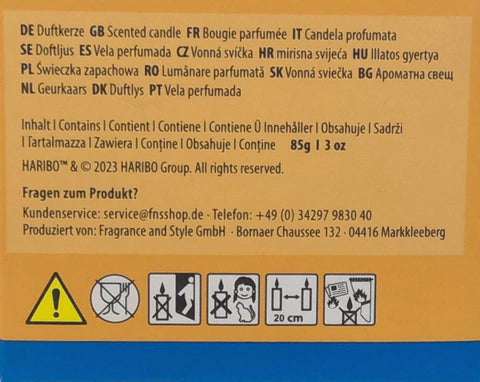 DE Duftkerze GB Scented candle FR Bougie parfumée IT Candela profumata
SE Doftljus ES Vela perfumada CZ Vonná svíčka HR mirisna svijeća HU Illatos gyertya
PL Świeczka zapachowa RO Lumânare parfumată SK Vonná sviečka BG Ароматна свещ
NL Geurkaars DK Duftlys PT Vela perfumada
Inhalt | Contains | Contient | Contiene | Contiene Ü Innehåller | Obsahuje | Sadrži
| Tartalmazza | Zawiera | Conține | Obsahuje | Conține 85g | 3 oz
HARIBO™ & © 2023 HARIBO Group. All rights reserved.
Fragen zum Produkt?
Kundenservice: service@fnsshop.de · Telefon: +49 (0) 34297 9830 40
Produziert von: Fragrance and Style GmbH · Bornaer Chaussee 132 · 04416 Markkleeberg
20 cm